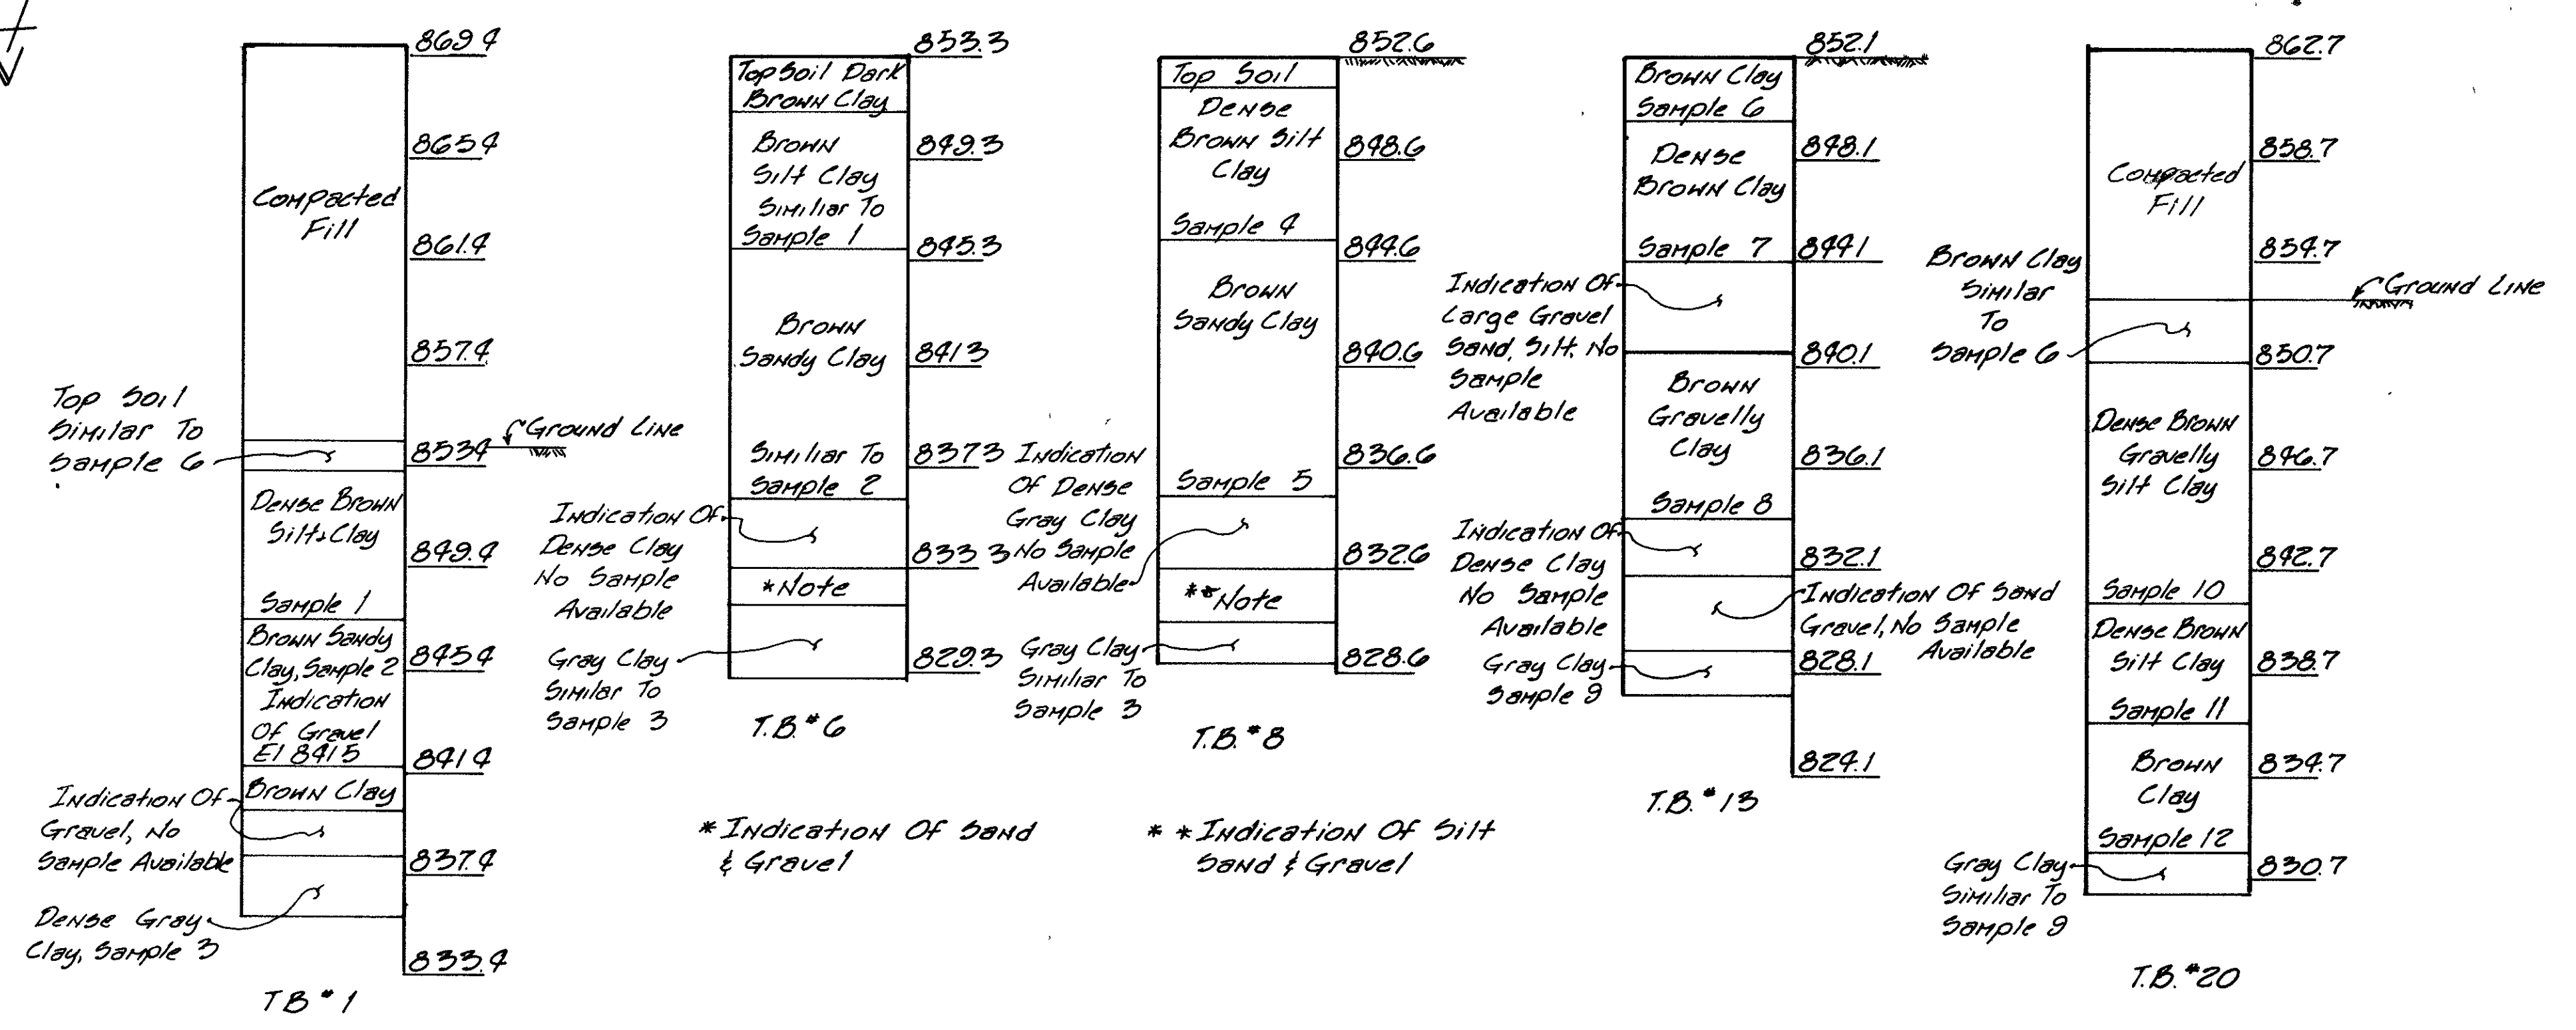 869 4
865 4
Compacted
Fill
861.4
857.4
Top Soil
Similar To
Sample 6
Ground Line
853 4
Dense Brown
Silt & Clay
849.4
Sample 1
Brown Sandy
Clay, Sample 2
845 4
Indication
Of Gravel
El 841 5
841 4
Brown Clay
Indication Of
Gravel, No
Sample Available
837.4
Dense Gray
Clay, Sample 3
833.4
T B # 1
853.3
Top Soil Dark
Brown Clay
849.3
Brown
Silt Clay
Similiar To
Sample 1
845.3
Brown
Sandy Clay
841 3
Similiar To
Sample 2
837 3
Indication Of
Dense Clay
No Sample
Available
833 3
*Note
Gray Clay
Similar To
Sample 3
829.3
T.B. # 6
* Indication Of Sand
& Gravel
852.6
Top Soil
Dense
Brown Silt
Clay
848.6
Sample 4
844.6
Brown
Sandy Clay
840.6
836.6
Sample 5
Indication
Of Dense
Gray Clay
No Sample
Available
832.6
**Note
Gray Clay
Similiar To
Sample 3
828.6
T.B. # 8
* * Indication Of Silt
Sand & Gravel
852.1
Brown Clay
Sample 6
Dense
Brown Clay
848.1
Sample 7
844 1
Indication Of
Large Gravel
Sand, Silt, No
Sample
Available
840.1
Brown
Gravelly
Clay
836.1
Sample 8
Indication Of
Dense Clay
No Sample
Available
832.1
Indication Of Sand
Gravel, No Sample
Available
Gray Clay
Sample 9
828.1
824.1
T.B. # 13
862.7
858.7
Compacted
Fill
854.7
Ground Line
Brown Clay
Similar
To
Sample 6
850.7
Dense Brown
Gravelly
Silt Clay
846.7
842.7
Sample 10
Dense Brown
Silt Clay
838.7
Sample 11
Brown
Clay
834.7
Sample 12
Gray Clay
Similiar To
Sample 9
830.7
T.B. # 20